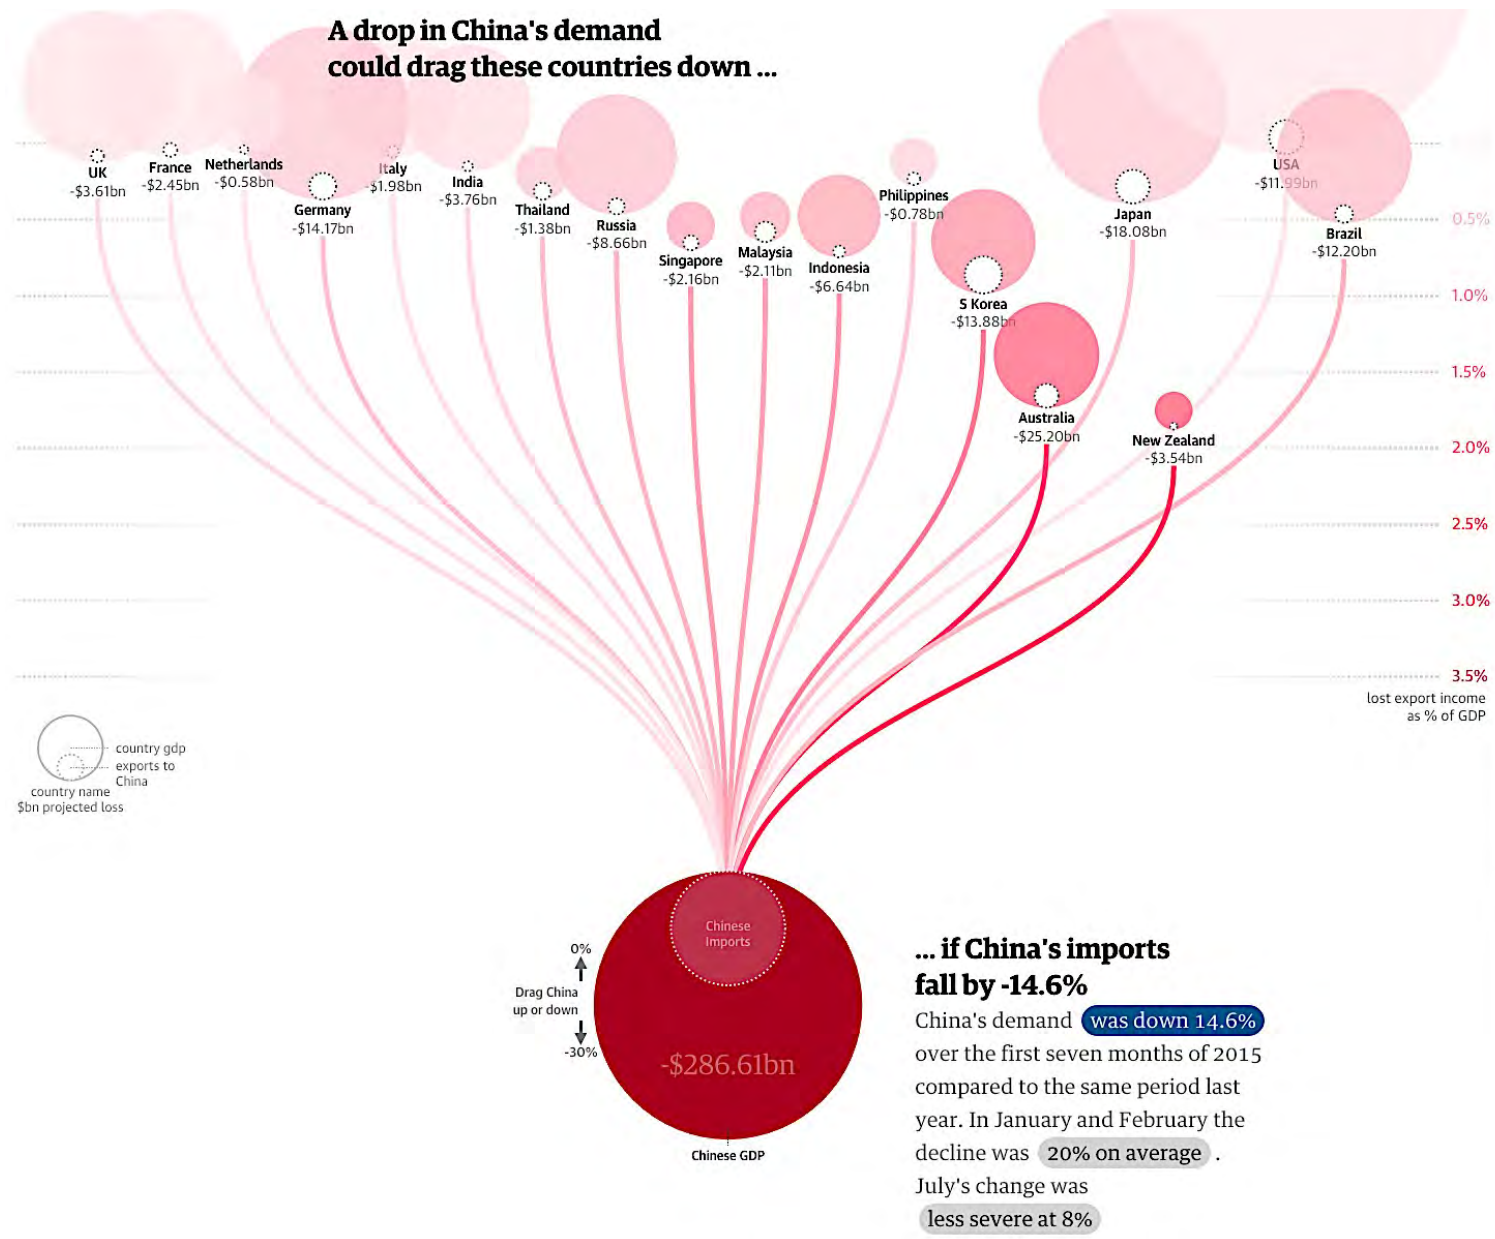 A drop in China's demand
could drag these countries down ...
UK
-$3.61bn
France
-$2.45bn
Netherlands
-$0.58bn
Germany
-$14.17bn
Italy
-$1.98bn
India
-$3.76bn
Thailand
-$1.38bn
Russia
-$8.66bn
Singapore
-$2.16bn
Malaysia
-$2.11bn
Indonesia
-$6.64bn
Philippines
-$0.78bn
S Korea
-$13.88bn
Australia
-$25.20bn
Japan
-$18.08bn
New Zealand
-$3.54bn
USA
-$11.99bn
Brazil
-$12.20bn
0.5%
1.0%
1.5%
2.0%
2.5%
3.0%
3.5%
lost export income
as % of GDP
country gdp
exports to
China
country name
$bn projected loss
Chinese
Imports
0%
Drag China
up or down
-30%
-$286.61bn
Chinese GDP
... if China's imports
fall by -14.6%
China's demand was down 14.6%
over the first seven months of 2015
compared to the same period last
year. In January and February the
decline was 20% on average .
July's change was
less severe at 8%